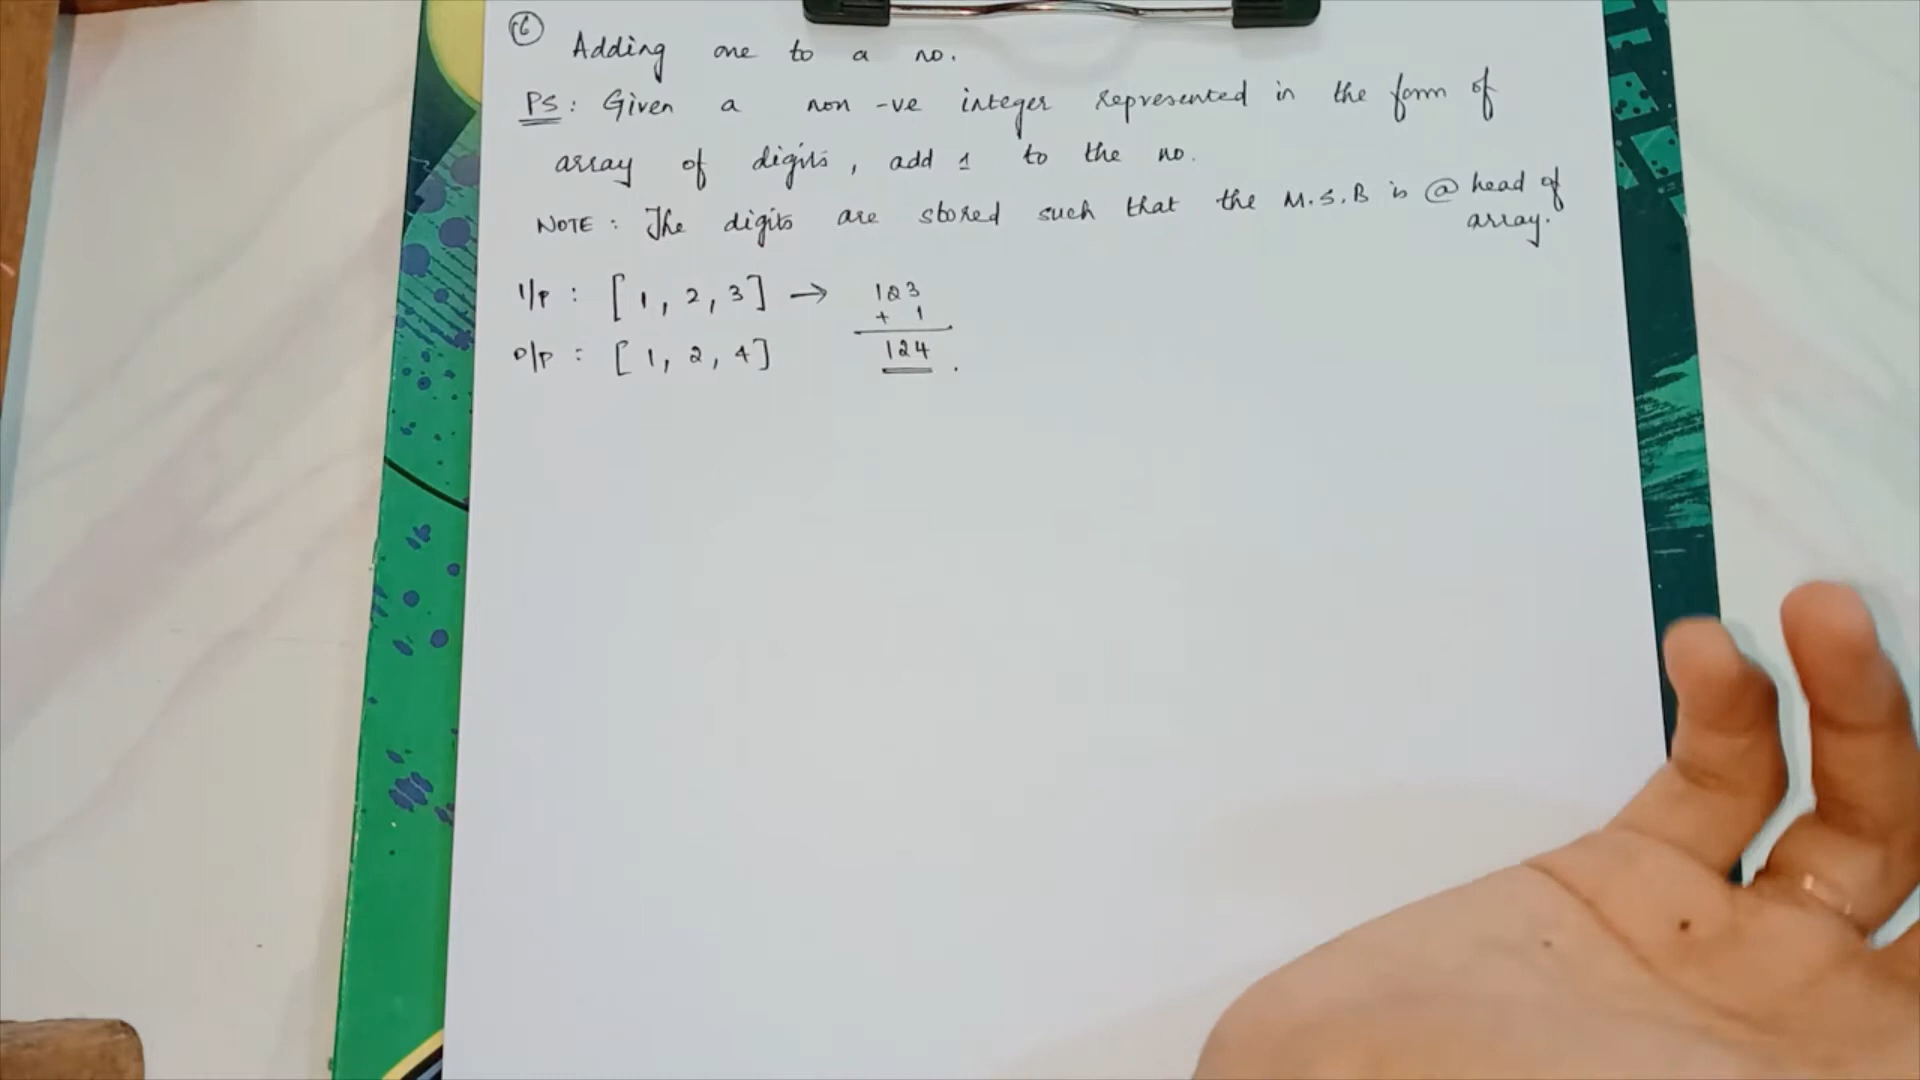 16
Adding one to a no.
PS : Given a non -ve integer represented in the form of
array of digits , add 1 to the no.
NOTE : The digits are stored such that the M.S.B is @ head of
array.
I/P : [ 1 , 2 , 3 ] → 123
+ 1
O/P : [ 1 , 2 , 4 ] 124 .